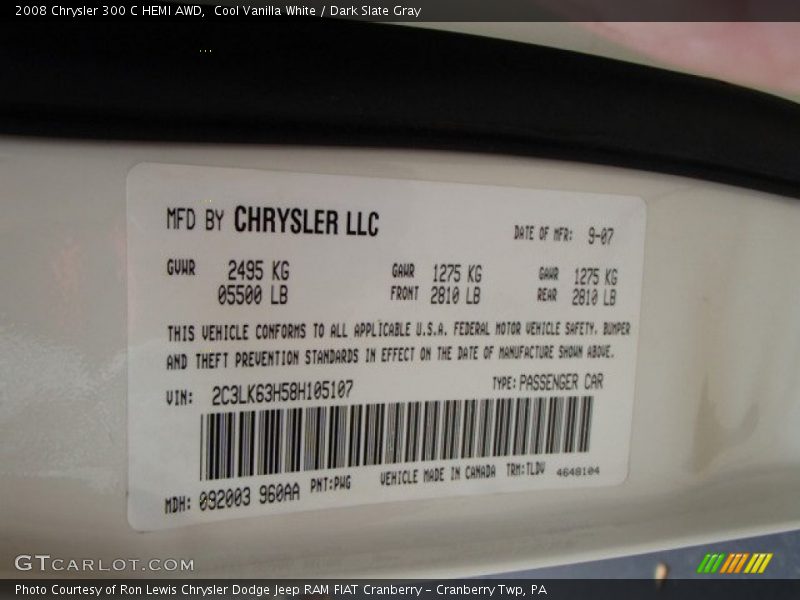 2008 Chrysler 300 C HEMI AWD,  Cool Vanilla White / Dark Slate Gray
MFD BY CHRYSLER LLC DATE OF MFR: 9-07
GVWR 2495 KG GAWR 1275 KG GAWR 1275 KG
05500 LB FRONT 2810 LB REAR 2810 LB
THIS VEHICLE CONFORMS TO ALL APPLICABLE U.S.A. FEDERAL MOTOR VEHICLE SAFETY, BUMPER
AND THEFT PREVENTION STANDARDS IN EFFECT ON THE DATE OF MANUFACTURE SHOWN ABOVE.
VIN: 2C3LK63H58H105107 TYPE: PASSENGER CAR
MDH: 092003 960AA PNT:PWG VEHICLE MADE IN CANADA TRM:TLDV 4648104
GTCARLOT.COM
Photo Courtesy of Ron Lewis Chrysler Dodge Jeep RAM FIAT Cranberry – Cranberry Twp, PA